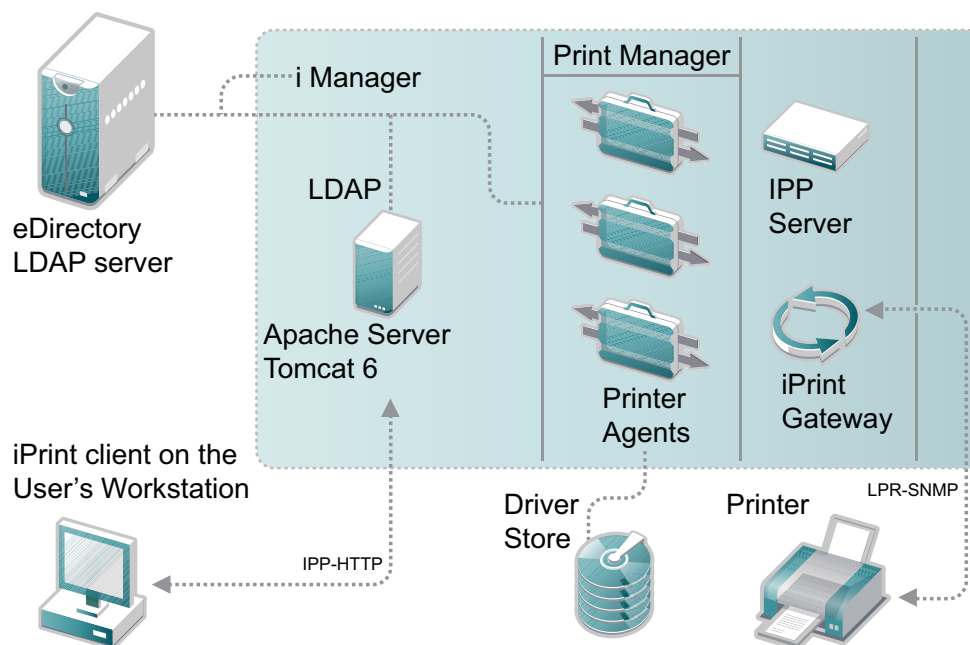 Print Manager
i Manager
LDAP
IPP
Server
eDirectory
LDAP server
Apache Server
Tomcat 6
Printer
Agents
iPrint
Gateway
iPrint client on the
User’s Workstation
Driver
Store
Printer
LPR-SNMP
IPP-HTTP